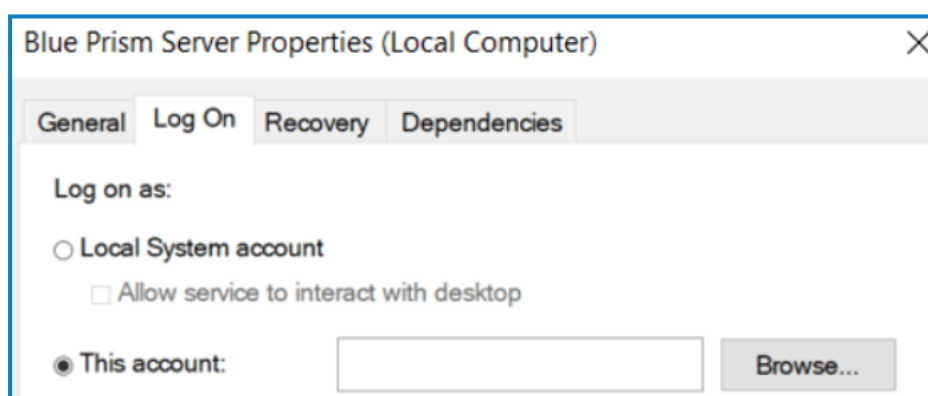 Blue Prism Server Properties (Local Computer)
General Log On Recovery Dependencies
Log on as:
Local System account
Allow service to interact with desktop
This account: Browse...